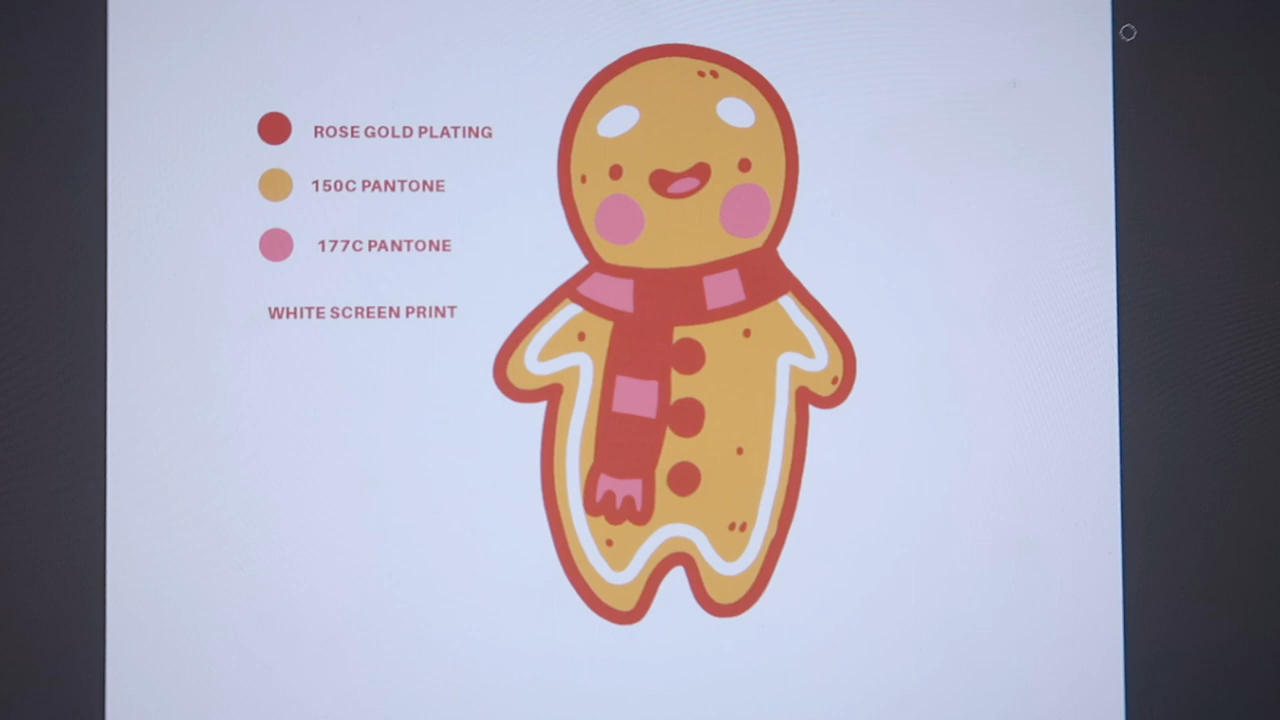 ROSE GOLD PLATING
150C PANTONE
177C PANTONE
WHITE SCREEN PRINT